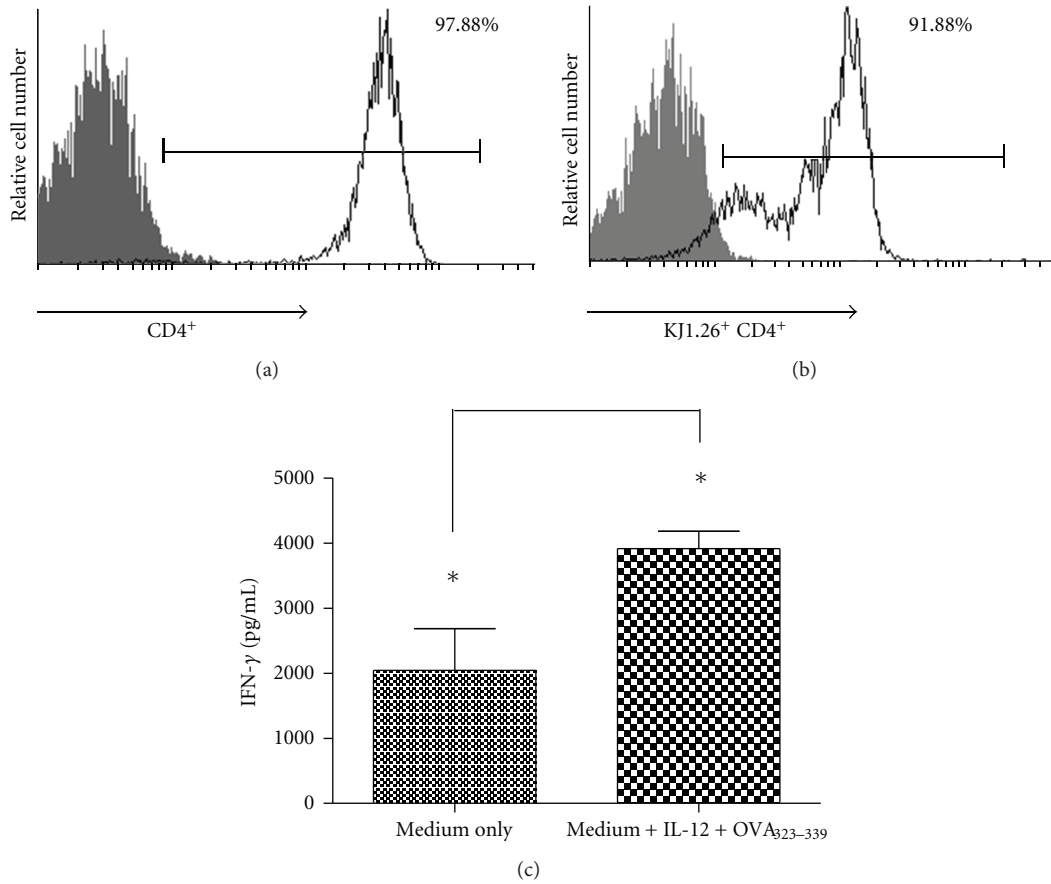 97.88%
Relative cell number
CD4⁺
(a)
91.88%
Relative cell number
KJ1.26⁺ CD4⁺
(b)
5000
4000
3000
2000
1000
0
IFN-γ (pg/mL)
*
*
Medium only
Medium + IL-12 + OVA₃₂₃₋₃₃₉
(c)